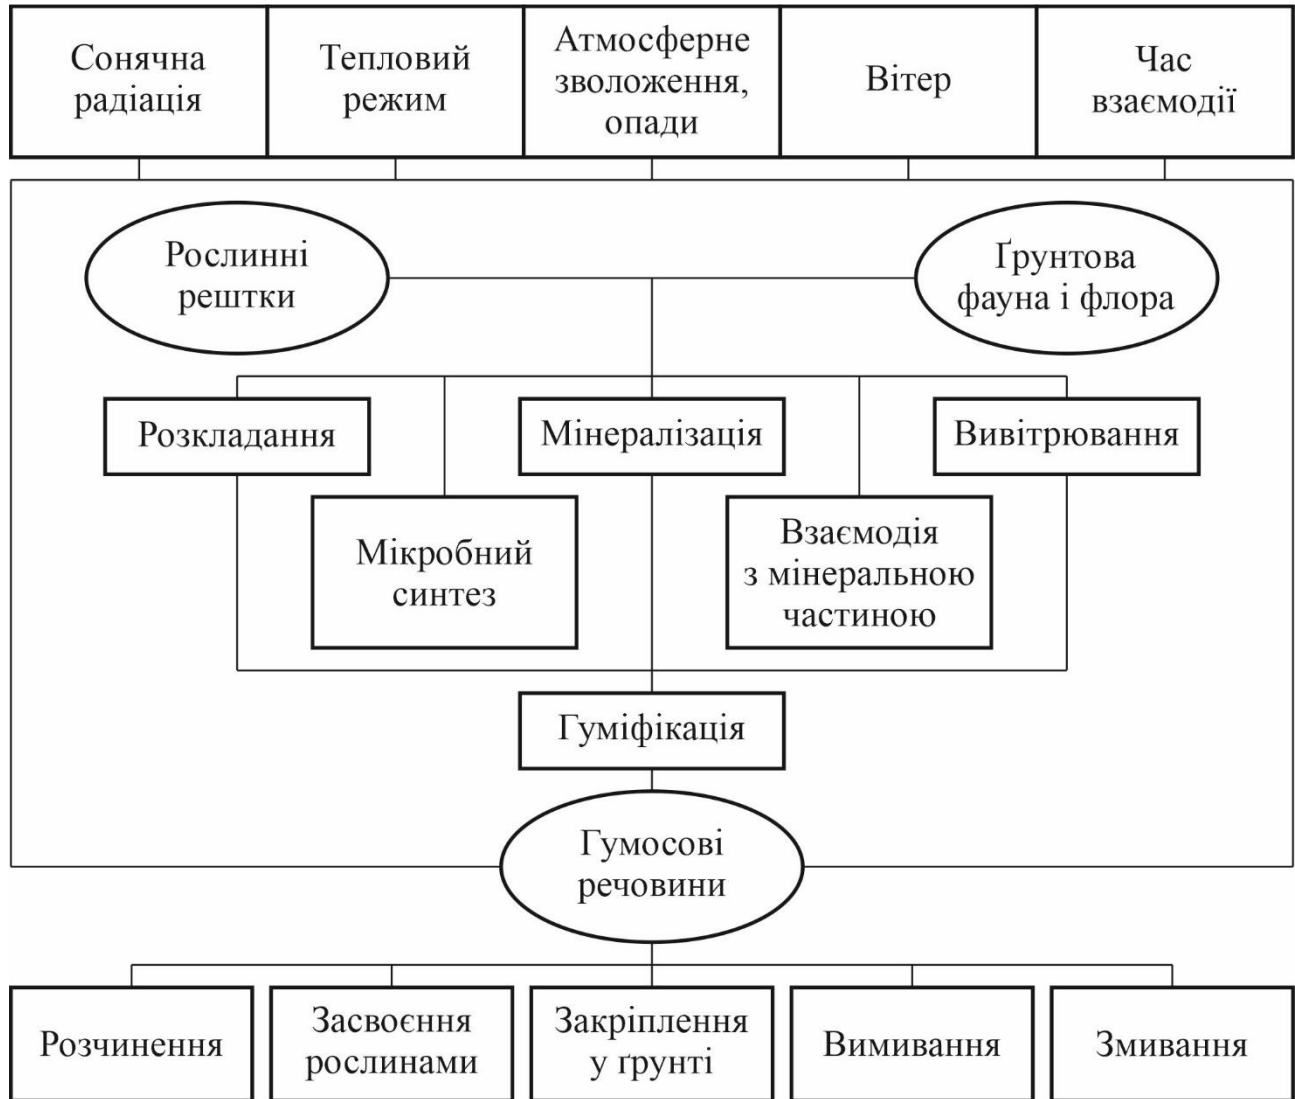 Сонячна
радіація
Тепловий
режим
Атмосферне
зволоження,
опади
Вітер
Час
взаємодії
Рослинні
рештки
Ґрунтова
фауна і флора
Розкладання
Мінералізація
Вивітрювання
Мікробний
синтез
Взаємодія
з мінеральною
частиною
Гуміфікація
Гумосові
речовини
Розчинення
Засвоєння
рослинами
Закріплення
у ґрунті
Вимивання
Змивання